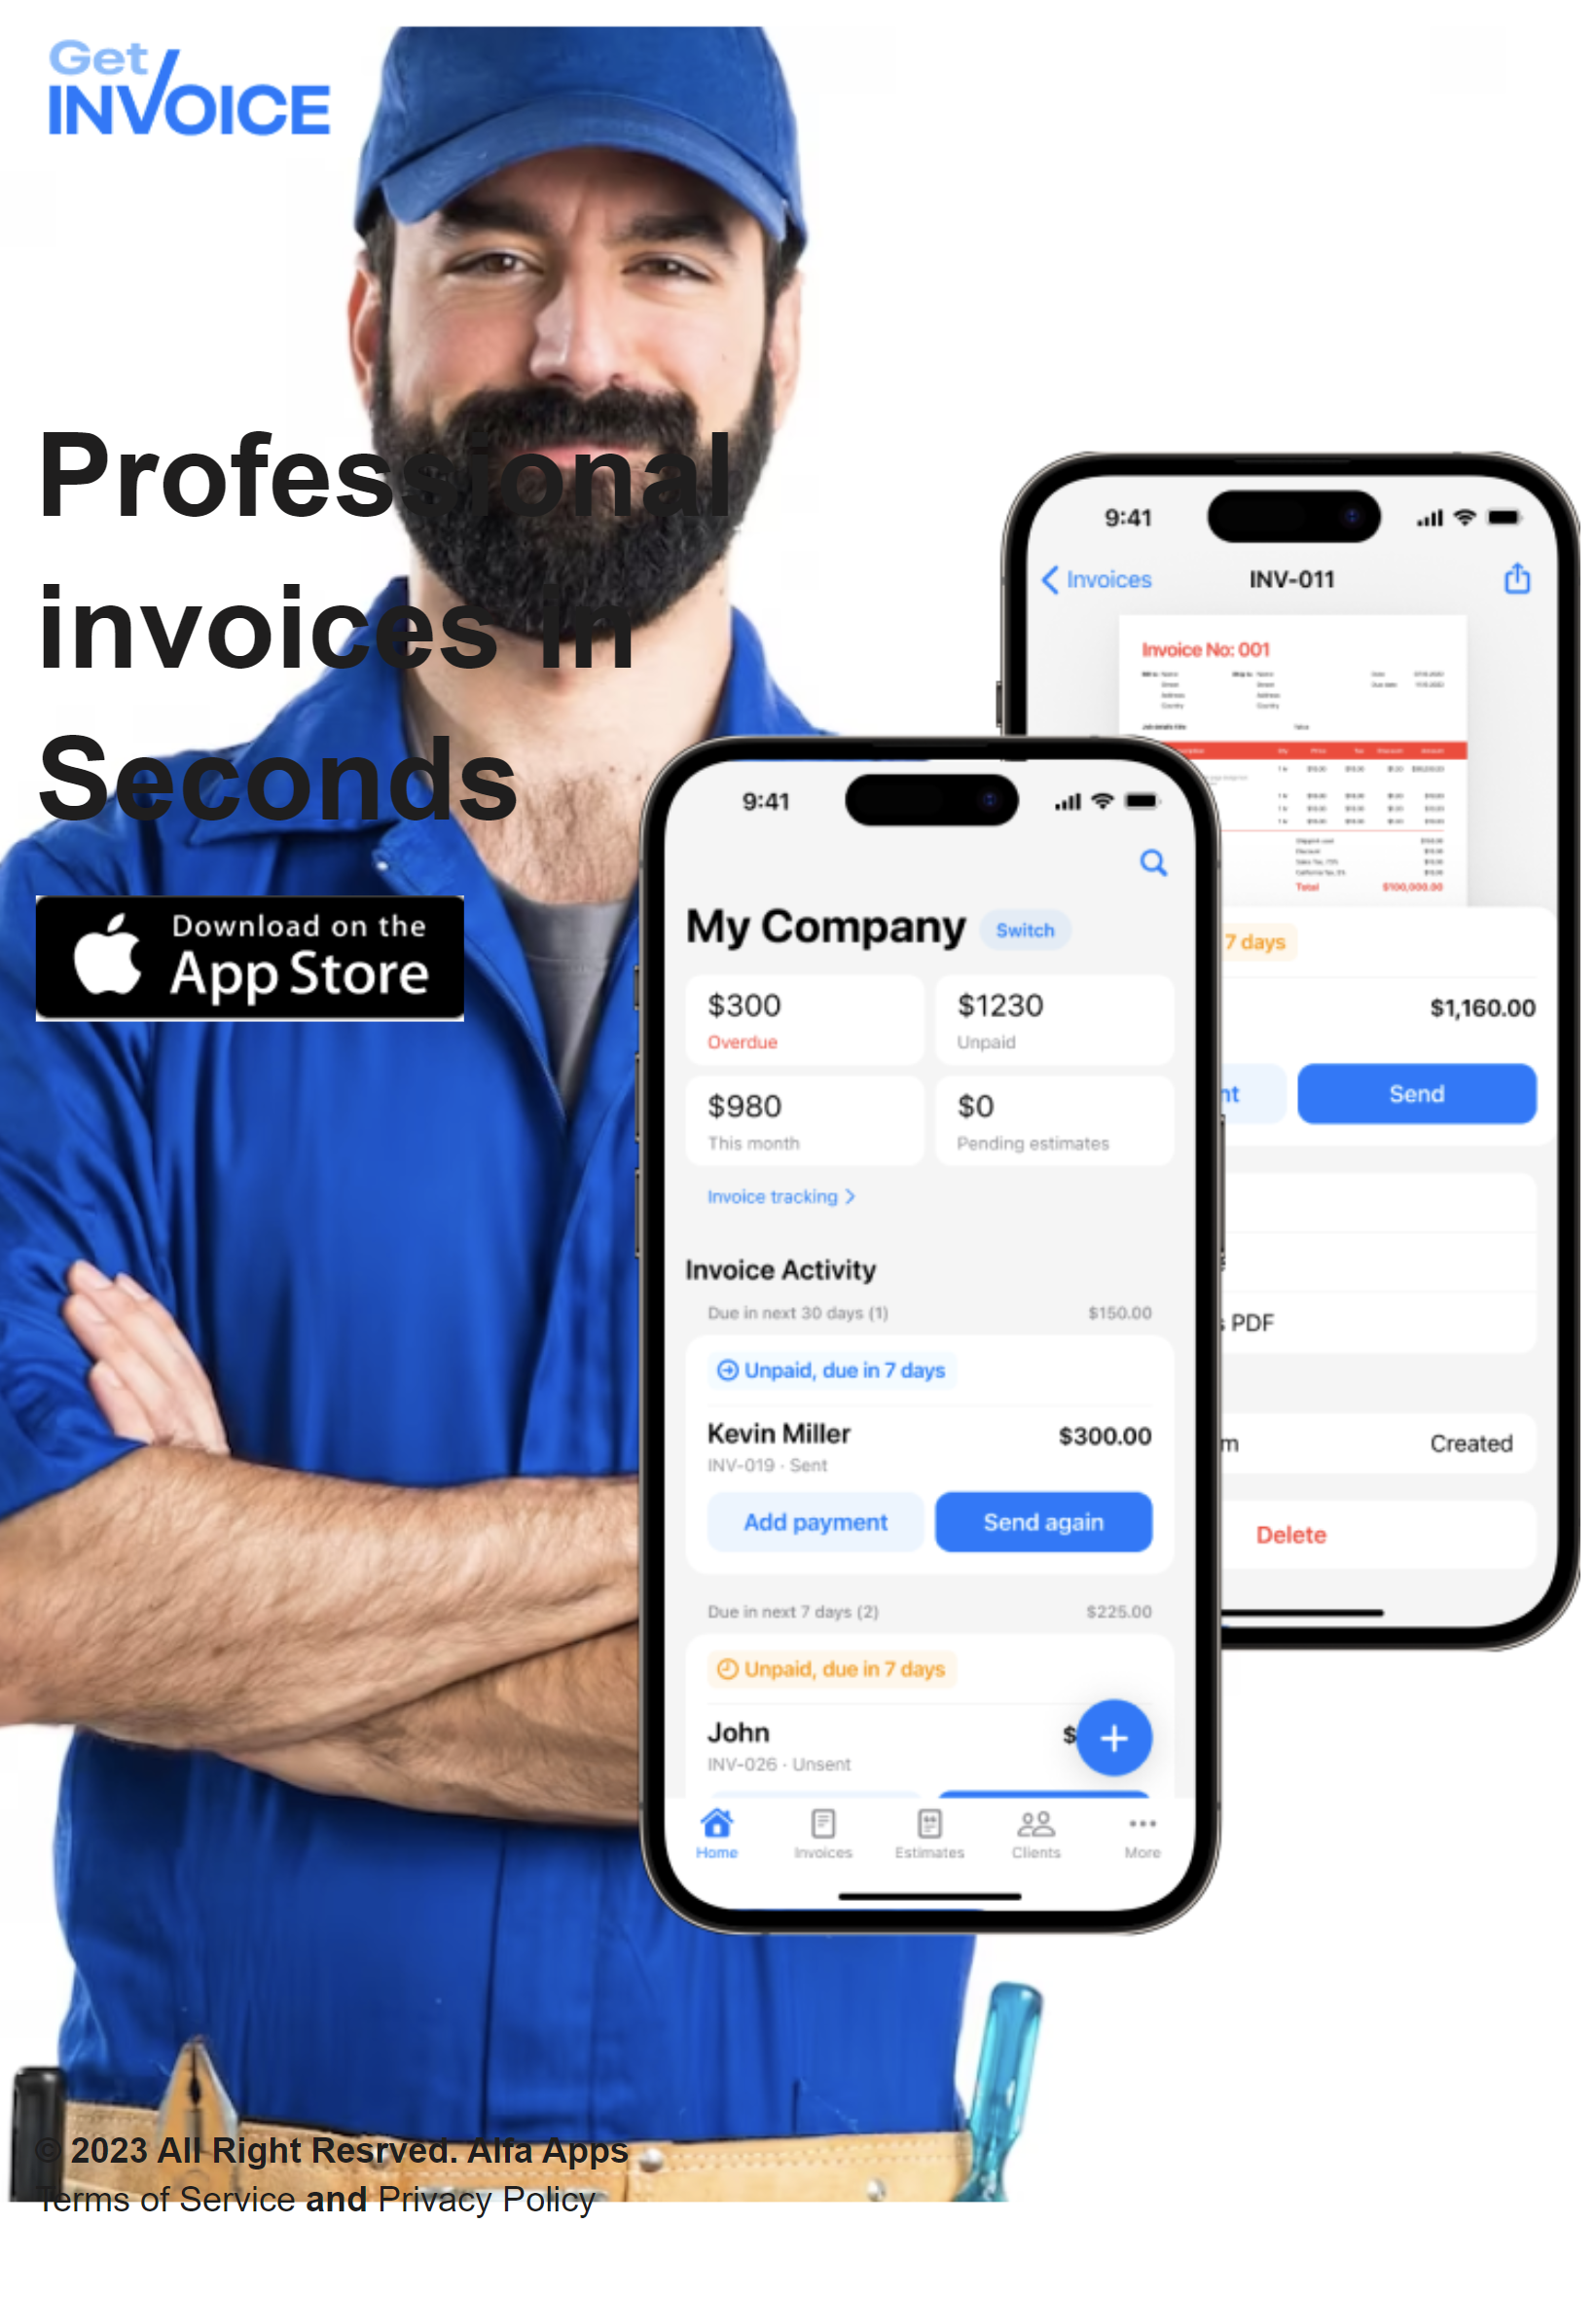 Get
INVOICE
Professional
invoices in
Seconds
Download on the
App Store
9:41
Invoices
INV-011
Invoice No: 001
Total $100,000.00
7 days
$1,160.00
nt
Send
PDF
m
Created
Delete
9:41
My Company
Switch
$300
Overdue
$1230
Unpaid
$980
This month
$0
Pending estimates
Invoice tracking >
Invoice Activity
Due in next 30 days (1)
$150.00
Unpaid, due in 7 days
Kevin Miller
$300.00
INV-019 · Sent
Add payment
Send again
Due in next 7 days (2)
$225.00
Unpaid, due in 7 days
John
$
INV-026 · Unsent
+
Home
Invoices
Estimates
Clients
More
© 2023 All Right Resrved. Alfa Apps
Terms of Service and Privacy Policy